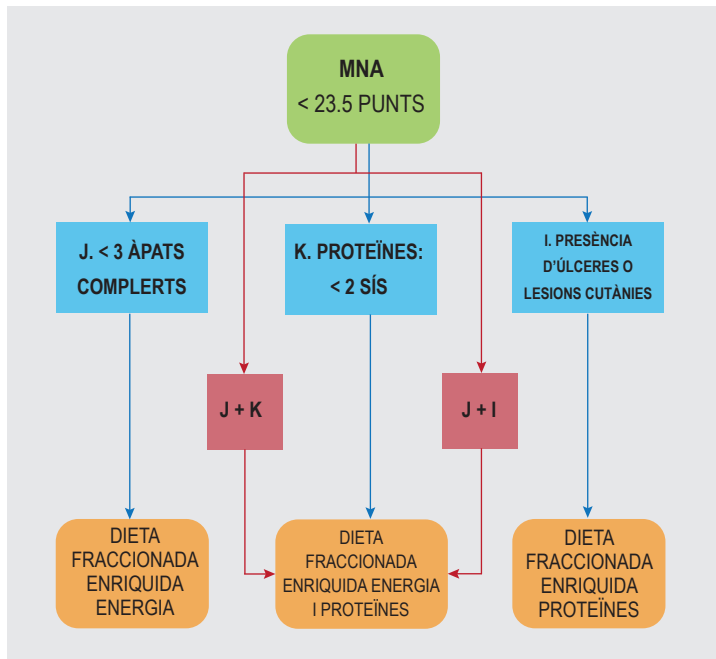 MNA
< 23.5 PUNTS
J. < 3 ÀPATS
COMPLERTS
K. PROTEÏNES:
< 2 SÍS
I. PRESÈNCIA
D'ÚLCERES O
LESIONS CUTÀNIES
J + K
J + I
DIETA
FRACCIONADA
ENRIQUIDA
ENERGIA
DIETA
FRACCIONADA
ENRIQUIDA ENERGIA
I PROTEÏNES
DIETA
FRACCIONADA
ENRIQUIDA
PROTEÏNES